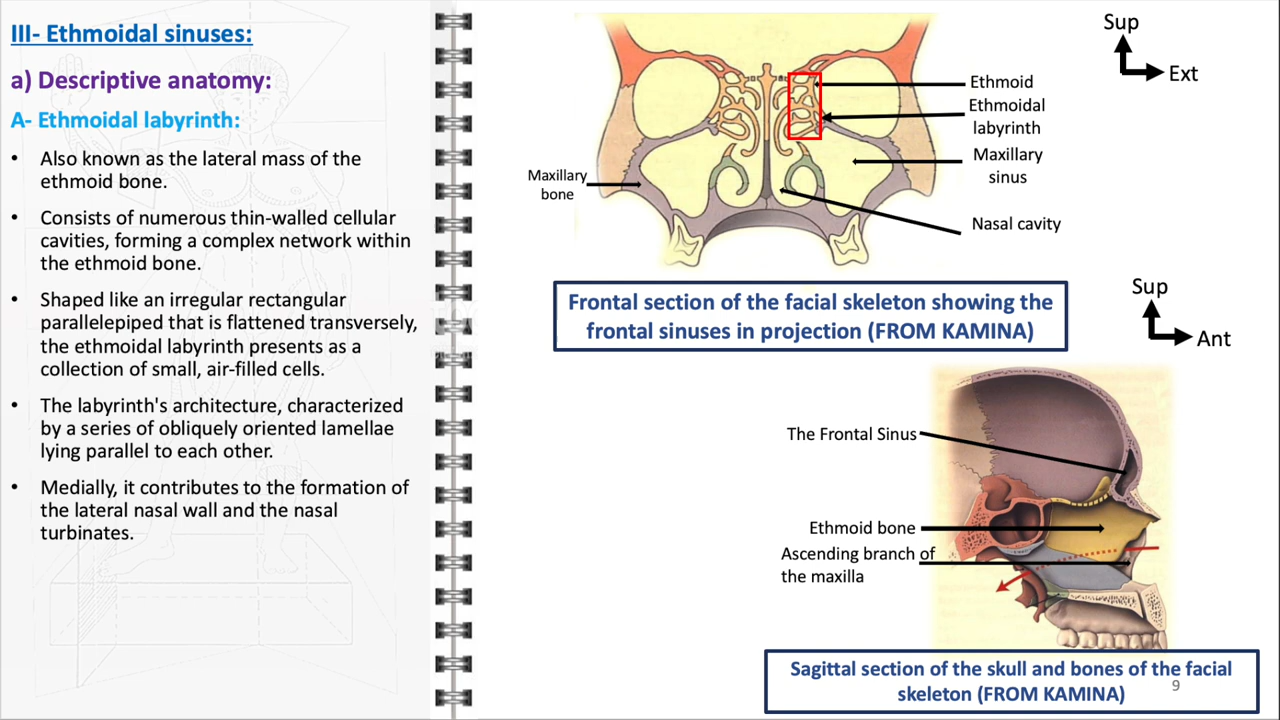 III- Ethmoidal sinuses:
a) Descriptive anatomy:
A- Ethmoidal labyrinth:
• Also known as the lateral mass of the
ethmoid bone.
• Consists of numerous thin-walled cellular
cavities, forming a complex network within
the ethmoid bone.
• Shaped like an irregular rectangular
parallelepiped that is flattened transversely,
the ethmoidal labyrinth presents as a
collection of small, air-filled cells.
• The labyrinth's architecture, characterized
by a series of obliquely oriented lamellae
lying parallel to each other.
• Medially, it contributes to the formation of
the lateral nasal wall and the nasal
turbinates.
Sup
Ext
Ethmoid
Ethmoidal
labyrinth
Maxillary
sinus
Maxillary
bone
Nasal cavity
Frontal section of the facial skeleton showing the
frontal sinuses in projection (FROM KAMINA)
Sup
Ant
The Frontal Sinus
Ethmoid bone
Ascending branch of
the maxilla
Sagittal section of the skull and bones of the facial
skeleton (FROM KAMINA)
9